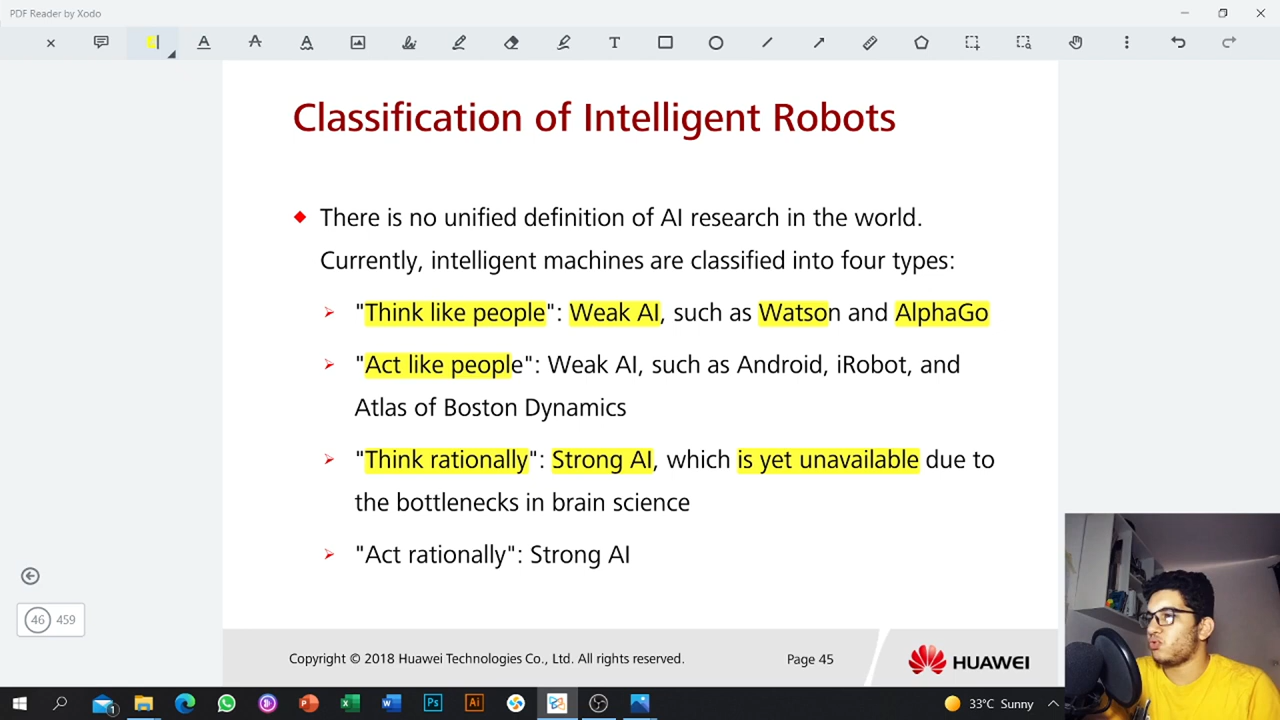 PDF Reader by Xodo
Classification of Intelligent Robots
There is no unified definition of AI research in the world.
Currently, intelligent machines are classified into four types:
"Think like people": Weak AI, such as Watson and AlphaGo
"Act like people": Weak AI, such as Android, iRobot, and
Atlas of Boston Dynamics
"Think rationally": Strong AI, which is yet unavailable due to
the bottlenecks in brain science
"Act rationally": Strong AI
46 459
Copyright © 2018 Huawei Technologies Co., Ltd. All rights reserved. Page 45
HUAWEI
33°C Sunny